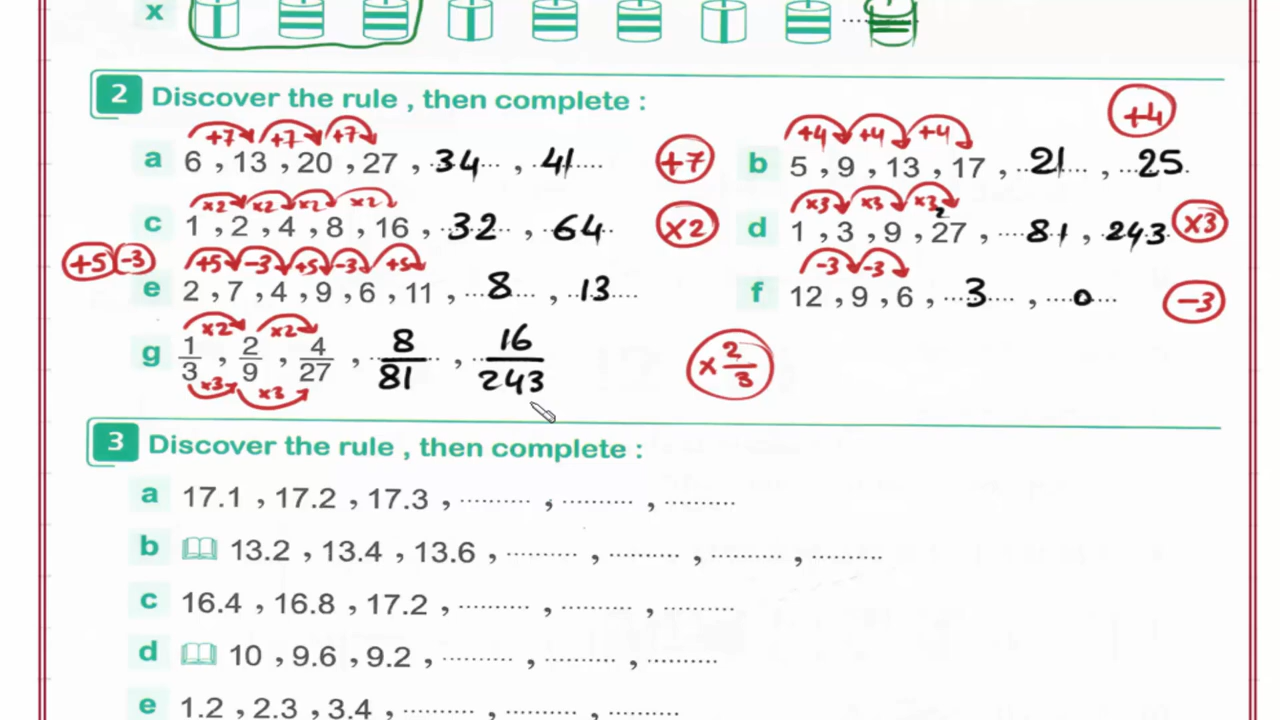 x
2 Discover the rule , then complete :
+7 +7 +7
a 6 , 13 , 20 , 27 , 34 , 41 +7
+4 +4 +4 +4
b 5 , 9 , 13 , 17 , 21 , 25
×2 ×2 ×2 ×2
c 1 , 2 , 4 , 8 , 16 , 32 , 64 ×2
×3 ×3 ×3 2
d 1 , 3 , 9 , 27 , 81 , 243 ×3
+5 -3 +5 -3 +5 -3 +5
e 2 , 7 , 4 , 9 , 6 , 11 , 8 , 13
-3 -3
f 12 , 9 , 6 , 3 , 0 -3
×2 ×2
g 1/3 , 2/9 , 4/27 , 8/81 , 16/243 × 2/3
×3 ×3
3 Discover the rule , then complete :
a 17.1 , 17.2 , 17.3 , .......... , .......... , ..........
b 13.2 , 13.4 , 13.6 , .......... , .......... , .......... , ..........
c 16.4 , 16.8 , 17.2 , .......... , .......... , ..........
d 10 , 9.6 , 9.2 , .......... , .......... , ..........
e 1.2 , 2.3 , 3.4 , .......... , .......... , ..........